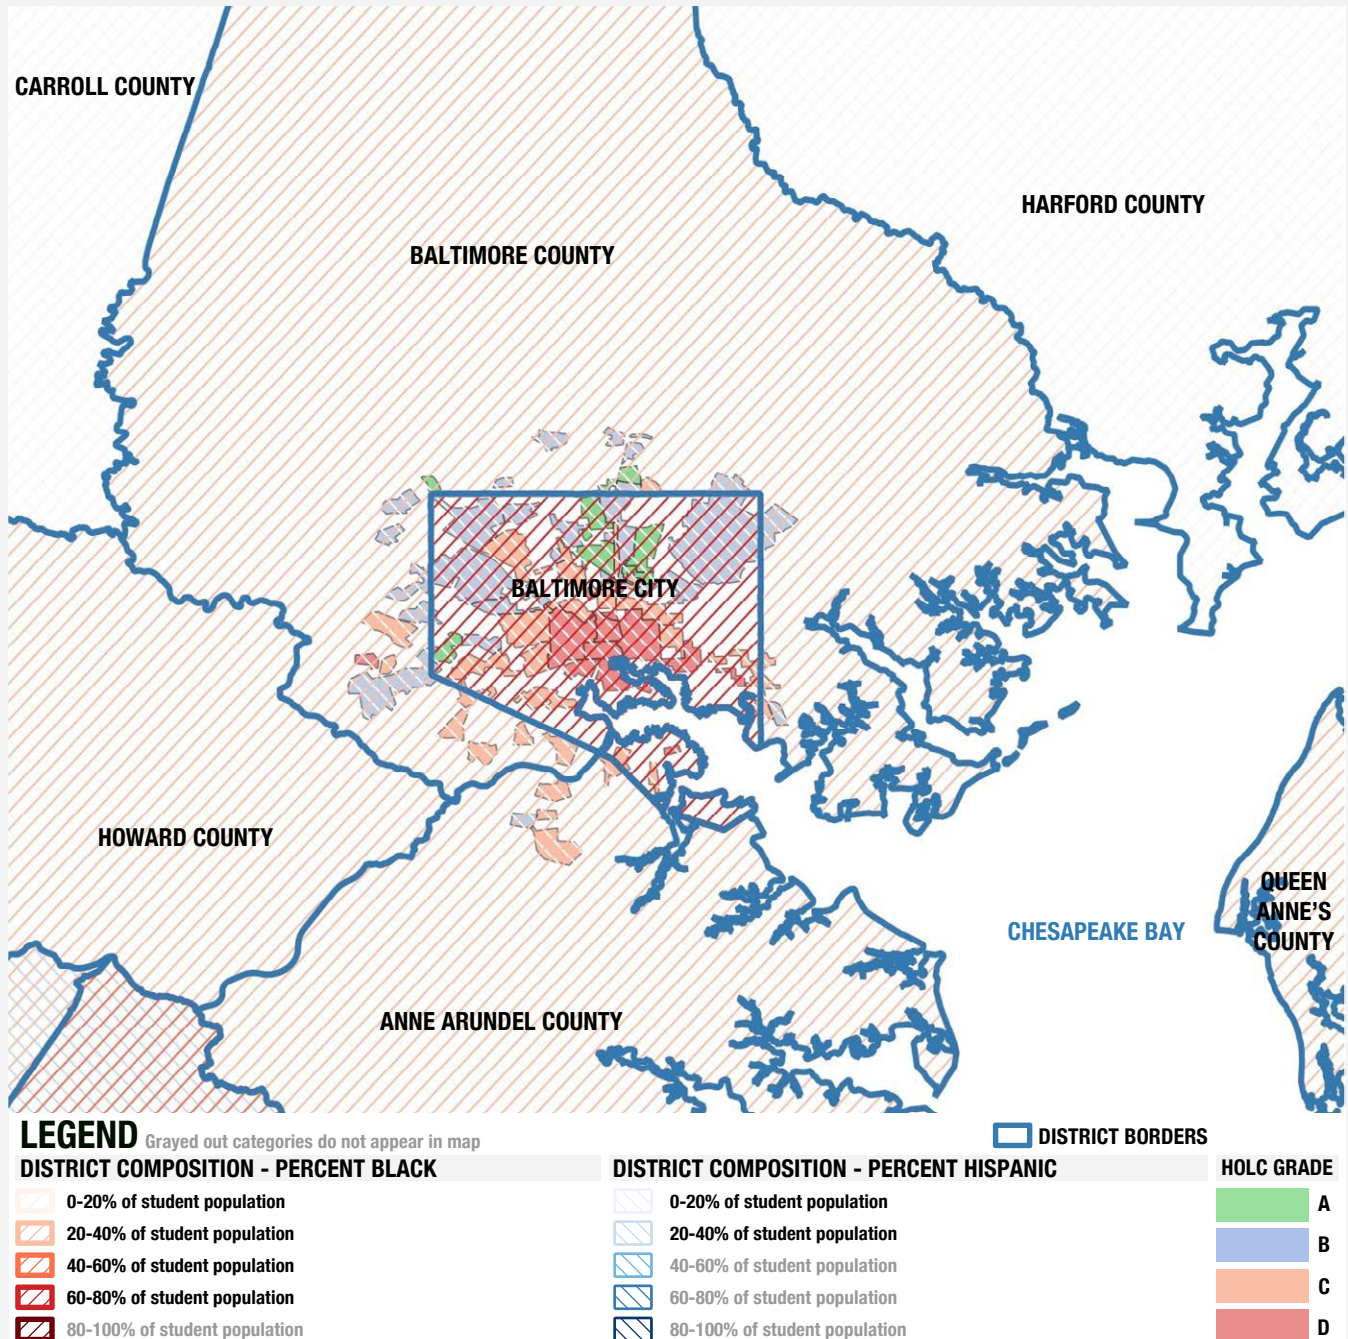 CARROLL COUNTY
HARFORD COUNTY
BALTIMORE COUNTY
BALTIMORE CITY
HOWARD COUNTY
QUEEN
ANNE'S
COUNTY
CHESAPEAKE BAY
ANNE ARUNDEL COUNTY
LEGEND Grayed out categories do not appear in map
DISTRICT BORDERS
DISTRICT COMPOSITION - PERCENT BLACK
0-20% of student population
20-40% of student population
40-60% of student population
60-80% of student population
80-100% of student population
DISTRICT COMPOSITION - PERCENT HISPANIC
0-20% of student population
20-40% of student population
40-60% of student population
60-80% of student population
80-100% of student population
HOLC GRADE
A
B
C
D